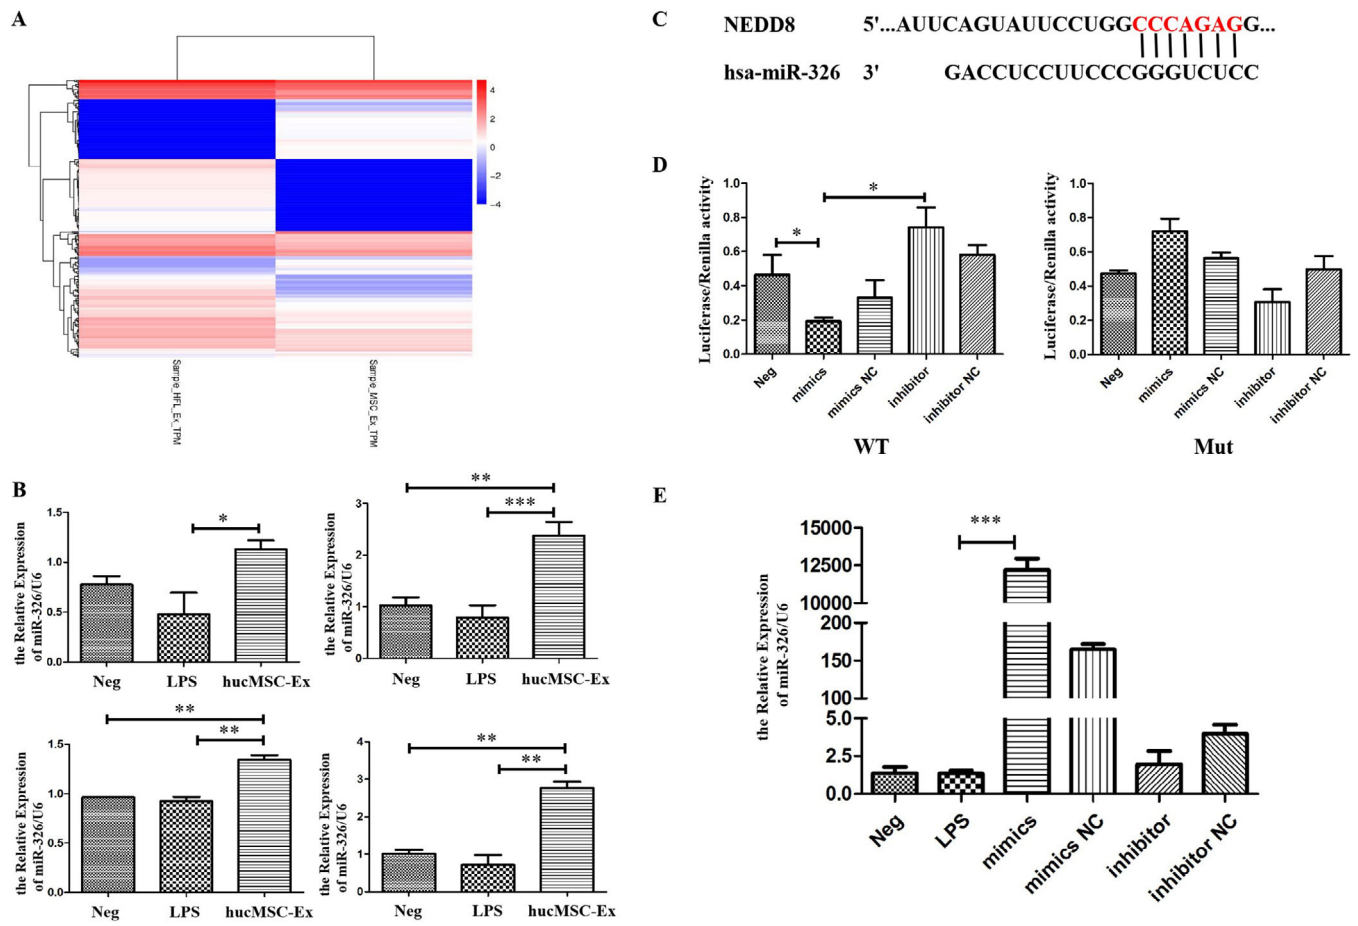 A
4
2
0
−2
−4
Sampe_HFL_Ex_TPM
Sampe_MSC_Ex_TPM
B
the Relative Expression
of miR-326/U6
1.5
1.0
0.5
0.0
*
Neg LPS hucMSC-Ex
the Relative Expression
of miR-326/U6
3
2
1
0
**
***
Neg LPS hucMSC-Ex
the Relative Expression
of miR-326/U6
1.5
1.0
0.5
0.0
**
**
Neg LPS hucMSC-Ex
the Relative Expression
of miR-326/U6
4
3
2
1
0
**
**
Neg LPS hucMSC-Ex
C
NEDD8 5'...AUUCAGUAUUCCUGGCCCAGAGG...
hsa-miR-326 3' GACCUCCUUCCCGGGUCUCC
D
Luciferase/Renilla activity
1.0
0.8
0.6
0.4
0.2
0.0
*
*
Neg mimics mimics NC inhibitor inhibitor NC
WT
Luciferase/Renilla activity
1.0
0.8
0.6
0.4
0.2
0.0
Neg mimics mimics NC inhibitor inhibitor NC
Mut
E
the Relative Expression
of miR-326/U6
15000
12500
10000
200
150
100
5.0
2.5
0.0
***
Neg LPS mimics mimics NC inhibitor inhibitor NC